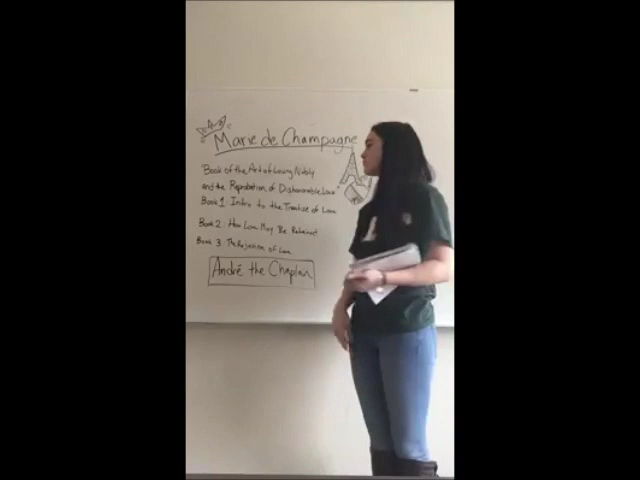 Marie de Champagne
"Book of the Art of Loving Nobly
and the Reprobation of Dishonorable Love"
Book 1: Intro to the Treatise of Love
Book 2: How Love May Be Retained
Book 3: The Rejection of Love
André the Chaplain